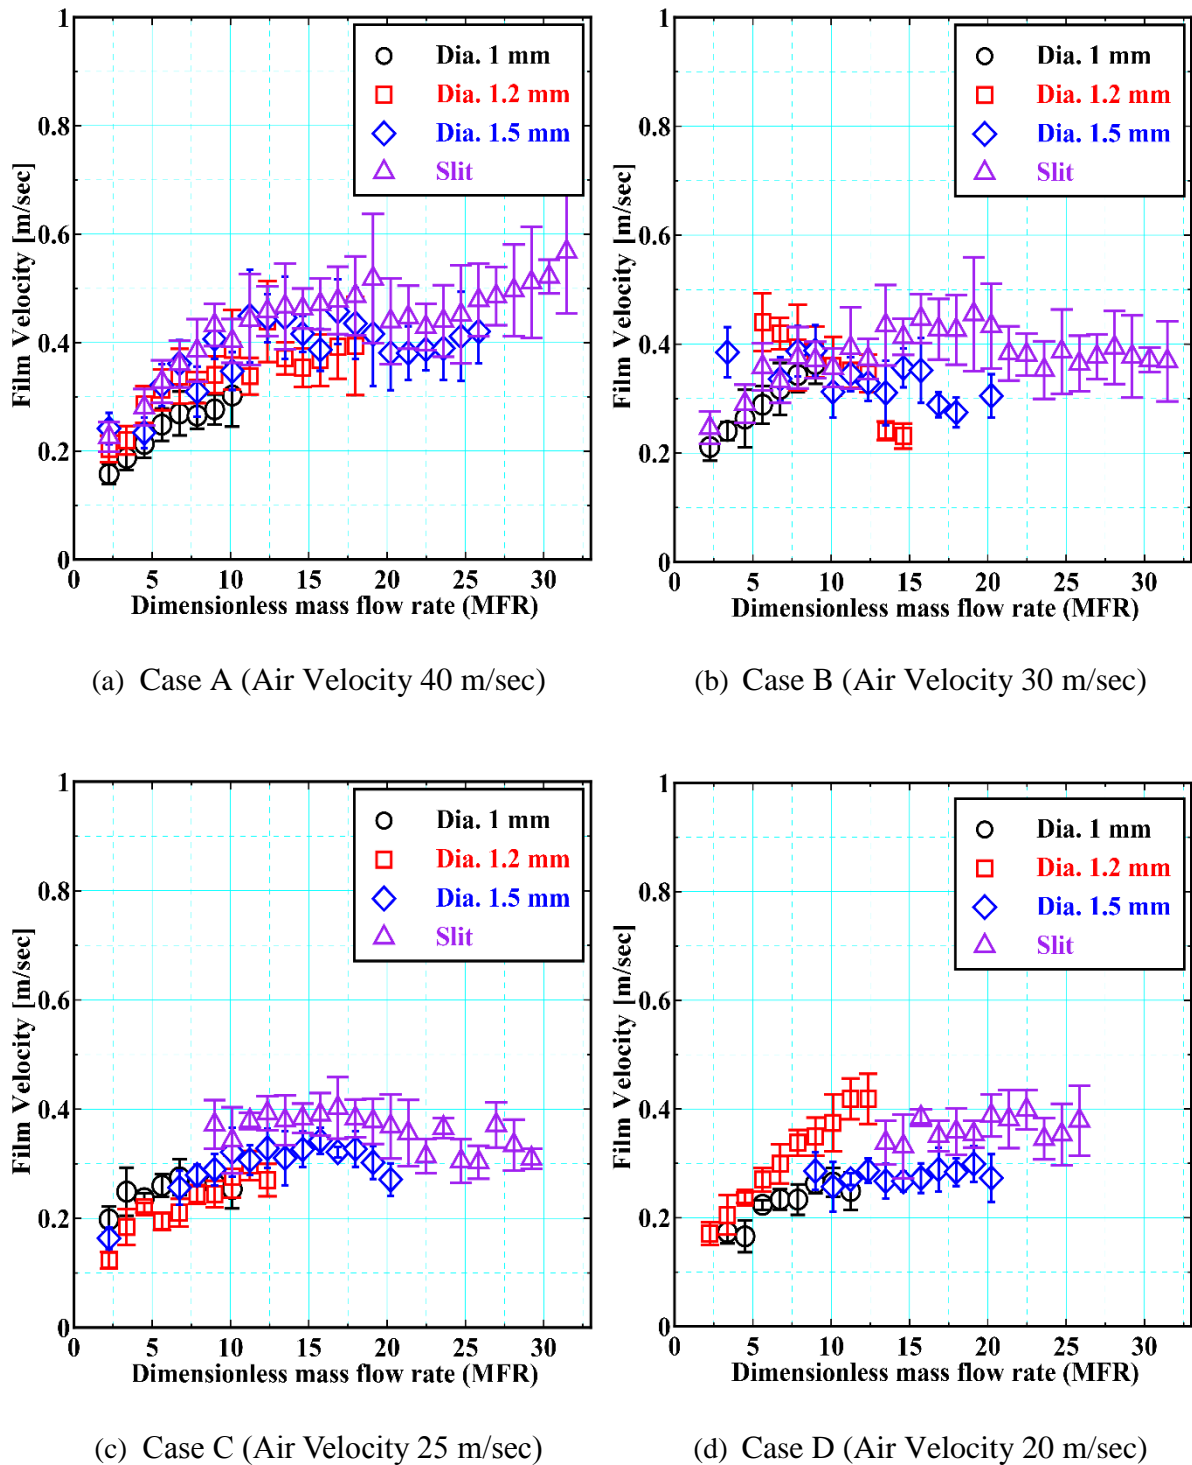 1
0.8
0.6
0.4
0.2
0
Film Velocity [m/sec]
Dia. 1 mm
Dia. 1.2 mm
Dia. 1.5 mm
Slit
0 5 10 15 20 25 30
Dimensionless mass flow rate (MFR)
(a) Case A (Air Velocity 40 m/sec)
1
0.8
0.6
0.4
0.2
0
Film Velocity [m/sec]
Dia. 1 mm
Dia. 1.2 mm
Dia. 1.5 mm
Slit
0 5 10 15 20 25 30
Dimensionless mass flow rate (MFR)
(b) Case B (Air Velocity 30 m/sec)
1
0.8
0.6
0.4
0.2
0
Film Velocity [m/sec]
Dia. 1 mm
Dia. 1.2 mm
Dia. 1.5 mm
Slit
0 5 10 15 20 25 30
Dimensionless mass flow rate (MFR)
(c) Case C (Air Velocity 25 m/sec)
1
0.8
0.6
0.4
0.2
0
Film Velocity [m/sec]
Dia. 1 mm
Dia. 1.2 mm
Dia. 1.5 mm
Slit
0 5 10 15 20 25 30
Dimensionless mass flow rate (MFR)
(d) Case D (Air Velocity 20 m/sec)